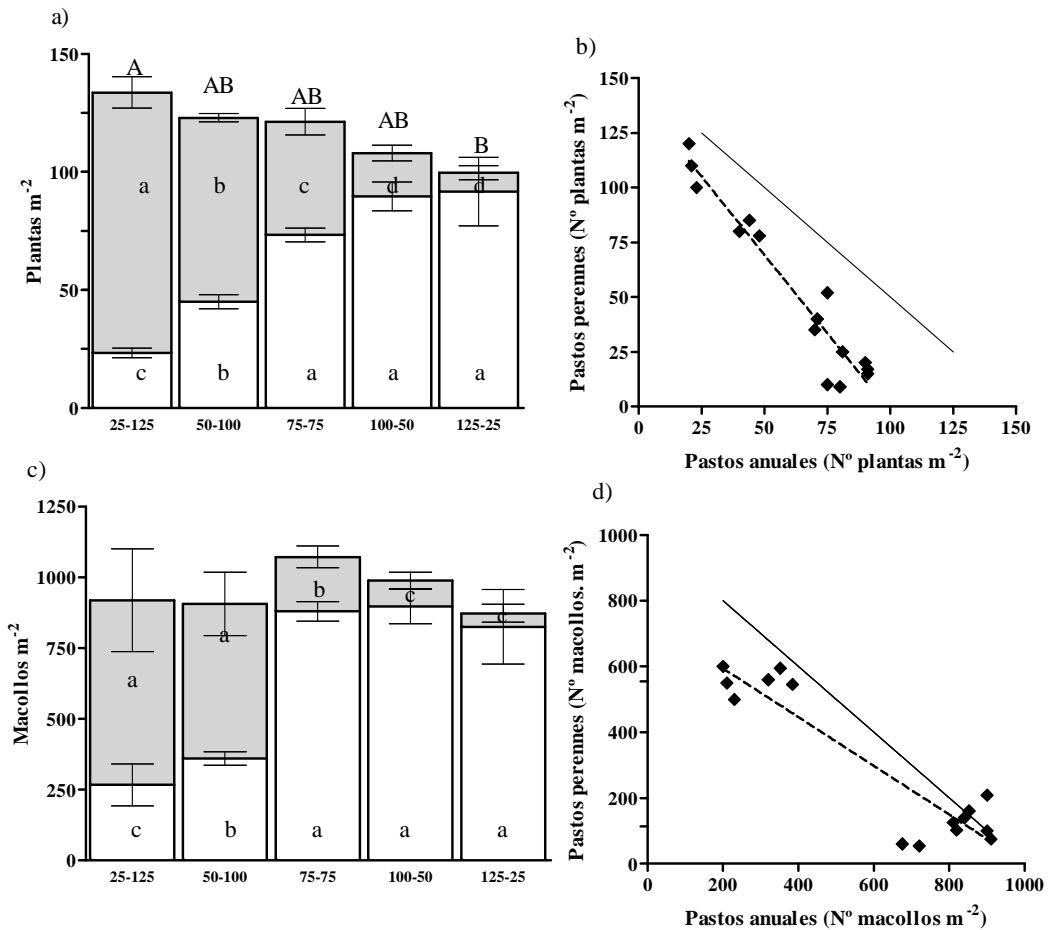 a)
150
100
50
0
Plantas m-2
A
AB
AB
AB
B
a
b
c
d
d
c
b
a
a
a
25-125
50-100
75-75
100-50
125-25
b)
150
125
100
75
50
25
0
Pastos perennes (Nº plantas m-2)
0
25
50
75
100
125
150
Pastos anuales (Nº plantas m-2)
c)
1250
1000
750
500
250
0
Macollos m-2
a
a
b
c
c
c
b
a
a
a
25-125
50-100
75-75
100-50
125-25
d)
1000
800
600
400
200
0
Pastos perennes (Nº macollos. m-2)
0
200
400
600
800
1000
Pastos anuales (Nº macollos m-2)